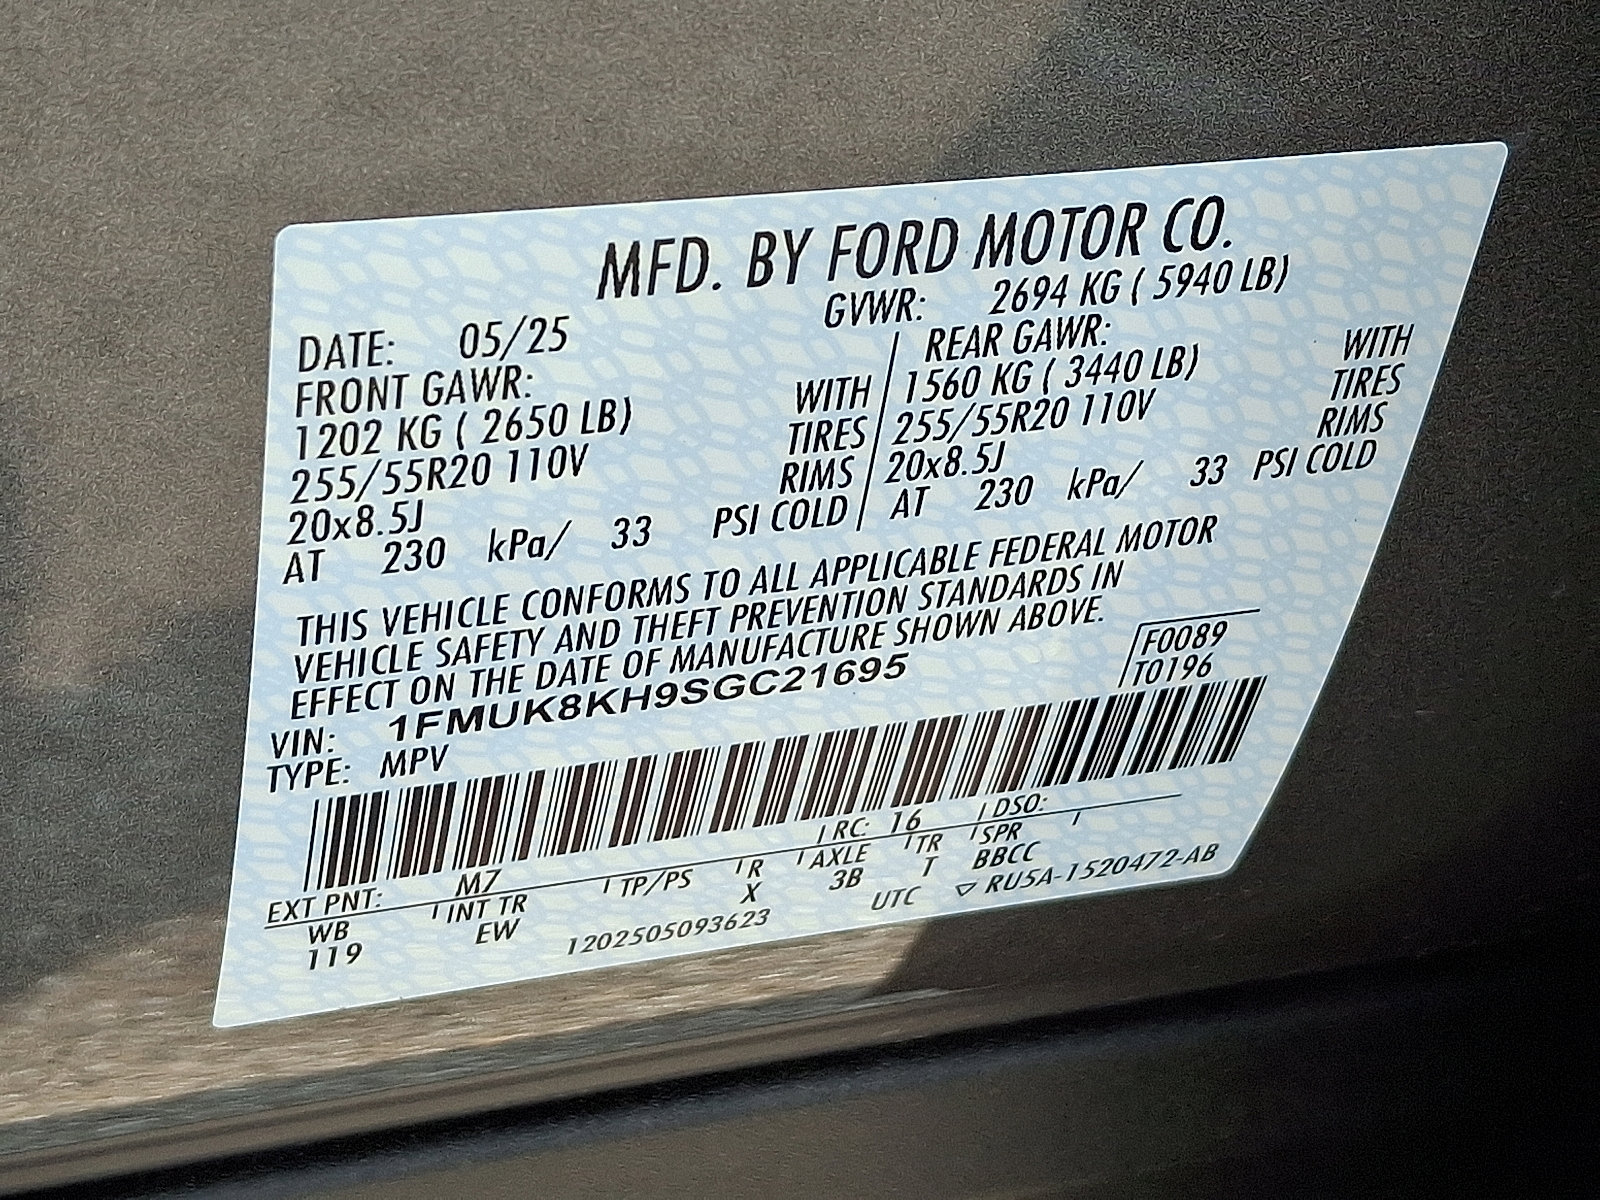 MFD. BY FORD MOTOR CO.
DATE: 05/25 GVWR: 2694 KG ( 5940 LB)
FRONT GAWR: REAR GAWR:
1202 KG ( 2650 LB) WITH 1560 KG ( 3440 LB) WITH
255/55R20 110V TIRES 255/55R20 110V TIRES
20x8.5J RIMS 20x8.5J RIMS
AT 230 kPa/ 33 PSI COLD AT 230 kPa/ 33 PSI COLD
THIS VEHICLE CONFORMS TO ALL APPLICABLE FEDERAL MOTOR
VEHICLE SAFETY AND THEFT PREVENTION STANDARDS IN
EFFECT ON THE DATE OF MANUFACTURE SHOWN ABOVE.
VIN: 1FMUK8KH9SGC21695 F0089
TYPE: MPV T0196
EXT PNT: M7 RC: 16 DSO:
WB INT TR TP/PS R AXLE TR SPR
119 EW X 3B T BBCC
1202505093623 UTC ▽ RU5A-1520472-AB